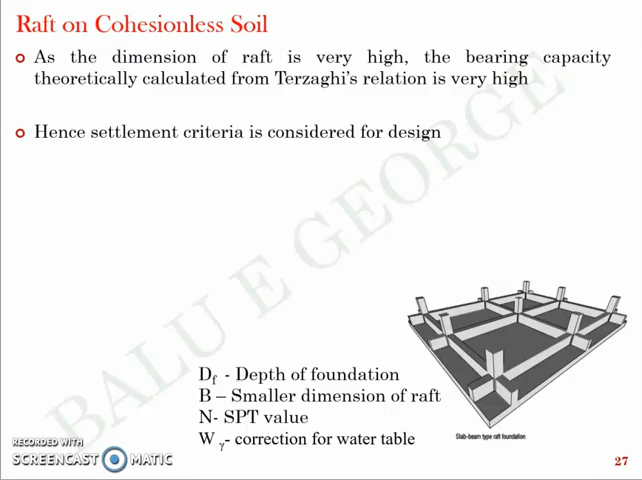 Raft on Cohesionless Soil
As the dimension of raft is very high, the bearing capacity
theoretically calculated from Terzaghi's relation is very high
Hence settlement criteria is considered for design
BALU E GEORGE
Df - Depth of foundation
B – Smaller dimension of raft
N- SPT value
W γ- correction for water table
Slab-beam type raft foundation
RECORDED WITH
SCREENCAST MATIC
27